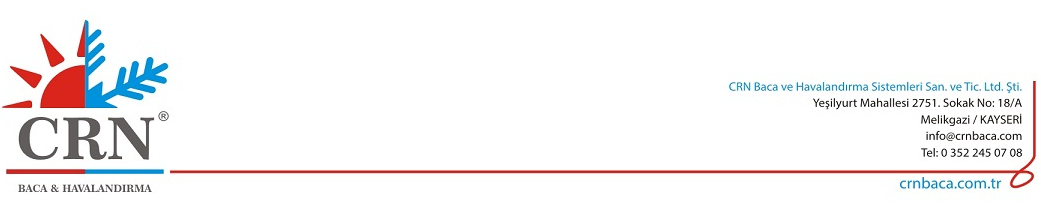 CRN®
BACA & HAVALANDIRMA
CRN Baca ve Havalandırma Sistemleri San. ve Tic. Ltd. Şti.
Yeşilyurt Mahallesi 2751. Sokak No: 18/A
Melikgazi / KAYSERİ
info@crnbaca.com
Tel: 0 352 245 07 08
crnbaca.com.tr